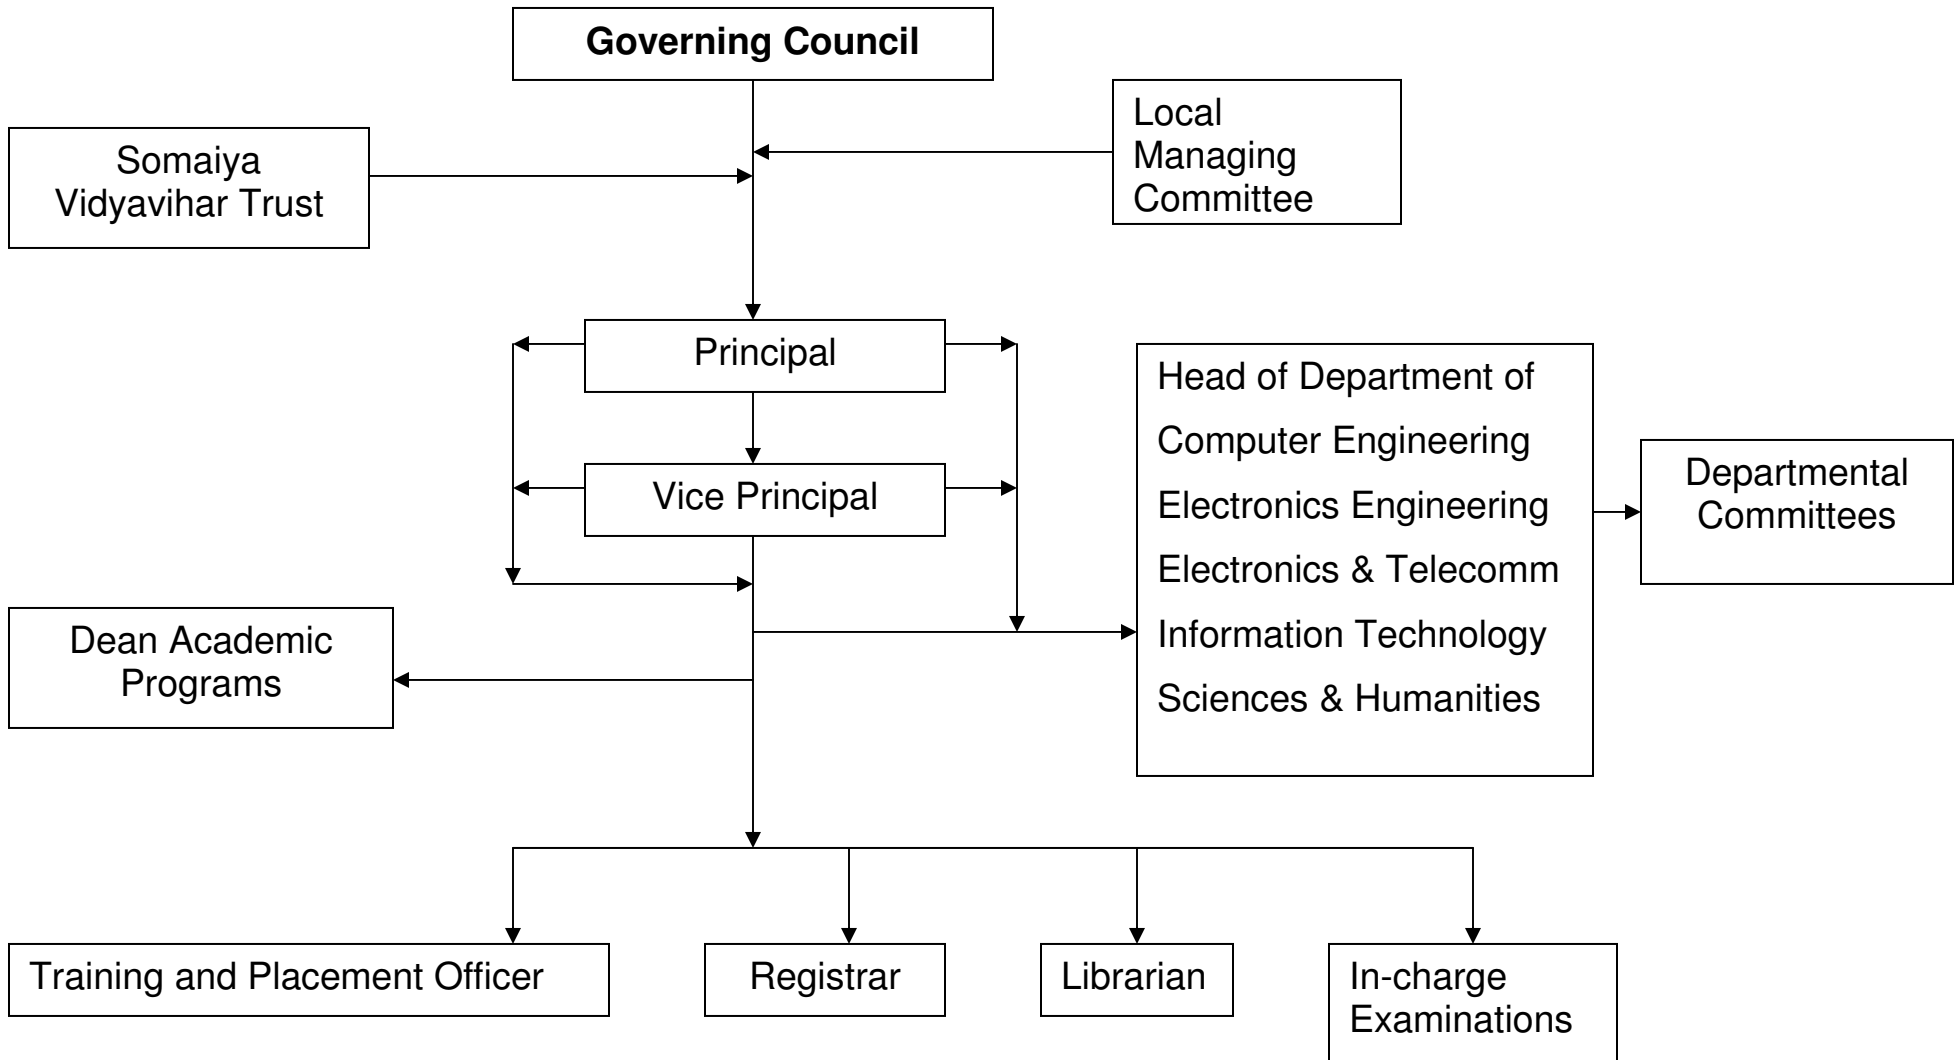 Governing Council
Local
Managing
Committee
Somaiya
Vidyavihar Trust
Principal
Vice Principal
Head of Department of
Computer Engineering
Electronics Engineering
Electronics & Telecomm
Information Technology
Sciences & Humanities
Departmental
Committees
Dean Academic
Programs
Training and Placement Officer
Registrar
Librarian
In-charge
Examinations